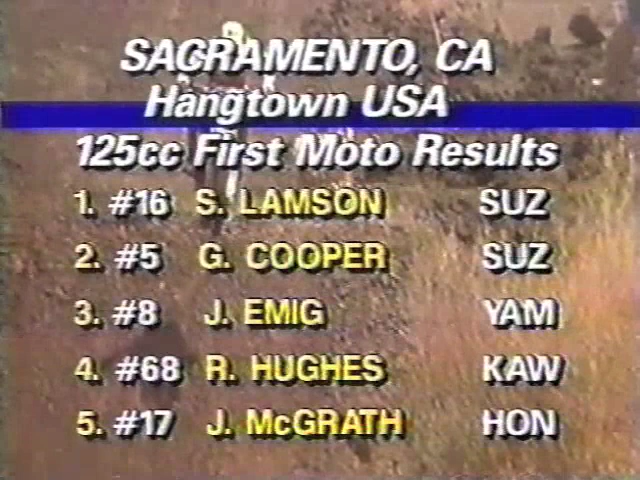 SACRAMENTO, CA
Hangtown USA
125cc First Moto Results
1. #16 S. LAMSON SUZ
2. #5 G. COOPER SUZ
3. #8 J. EMIG YAM
4. #68 R. HUGHES KAW
5. #17 J. McGRATH HON